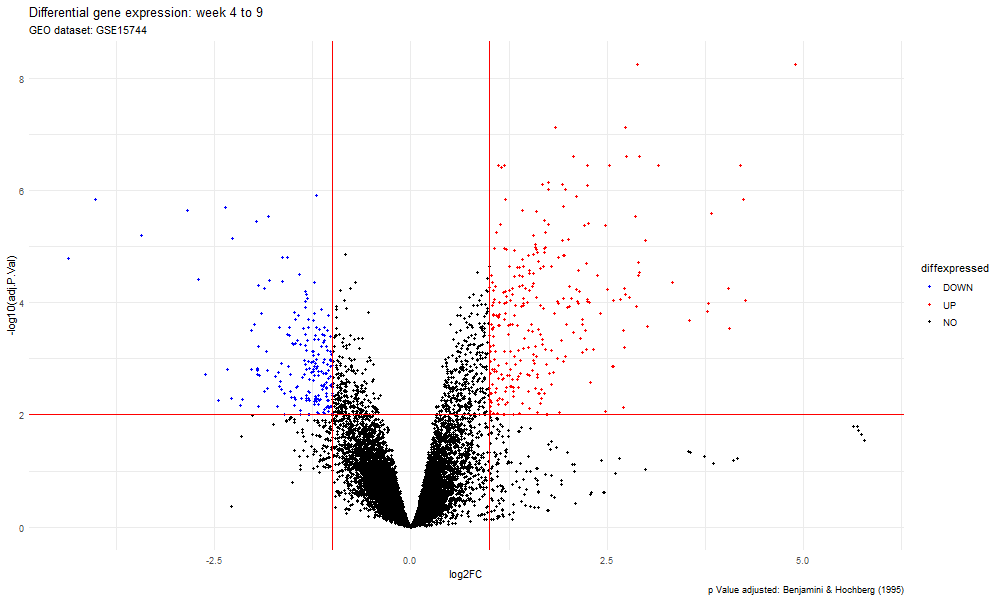 Differential gene expression: week 4 to 9
GEO dataset: GSE15744
8
6
4
2
0
-log10(adj.P.Val)
-2.5
0.0
2.5
5.0
log2FC
diffexpressed
DOWN
UP
NO
p Value adjusted: Benjamini & Hochberg (1995)